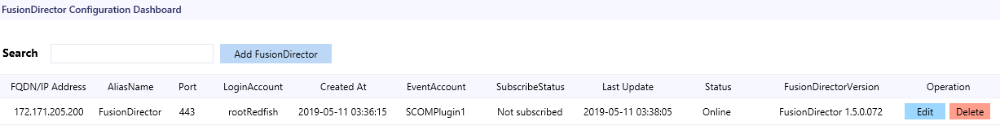 FusionDirector Configuration Dashboard
Search Add FusionDirector
FQDN/IP Address AliasName Port LoginAccount Created At EventAccount SubscribeStatus Last Update Status FusionDirectorVersion Operation
172.171.205.200 FusionDirector 443 rootRedfish 2019-05-11 03:36:15 SCOMPlugin1 Not subscribed 2019-05-11 03:38:05 Online FusionDirector 1.5.0.072 Edit Delete